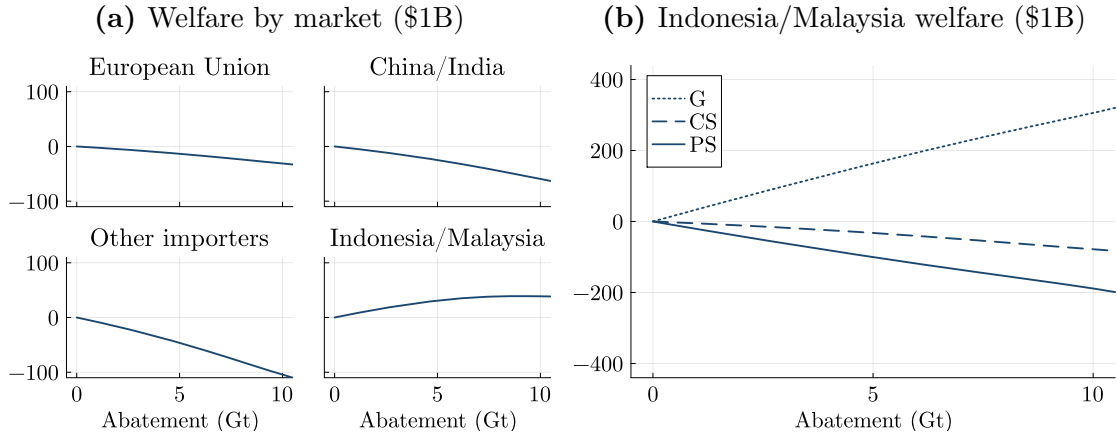 (a) Welfare by market ($1B)
European Union
100
0
−100
China/India
Other importers
100
0
−100
0 5 10
Abatement (Gt)
Indonesia/Malaysia
0 5 10
Abatement (Gt)
(b) Indonesia/Malaysia welfare ($1B)
400
200
0
−200
−400
G
CS
PS
0 5 10
Abatement (Gt)